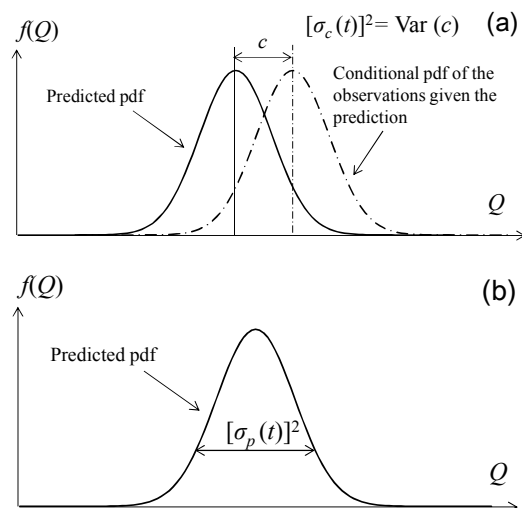 f(Q)
[σc (t)]² = Var (c)
(a)
c
Predicted pdf
Conditional pdf of the
observations given the
prediction
Q
f(Q)
(b)
Predicted pdf
[σp (t)]²
Q